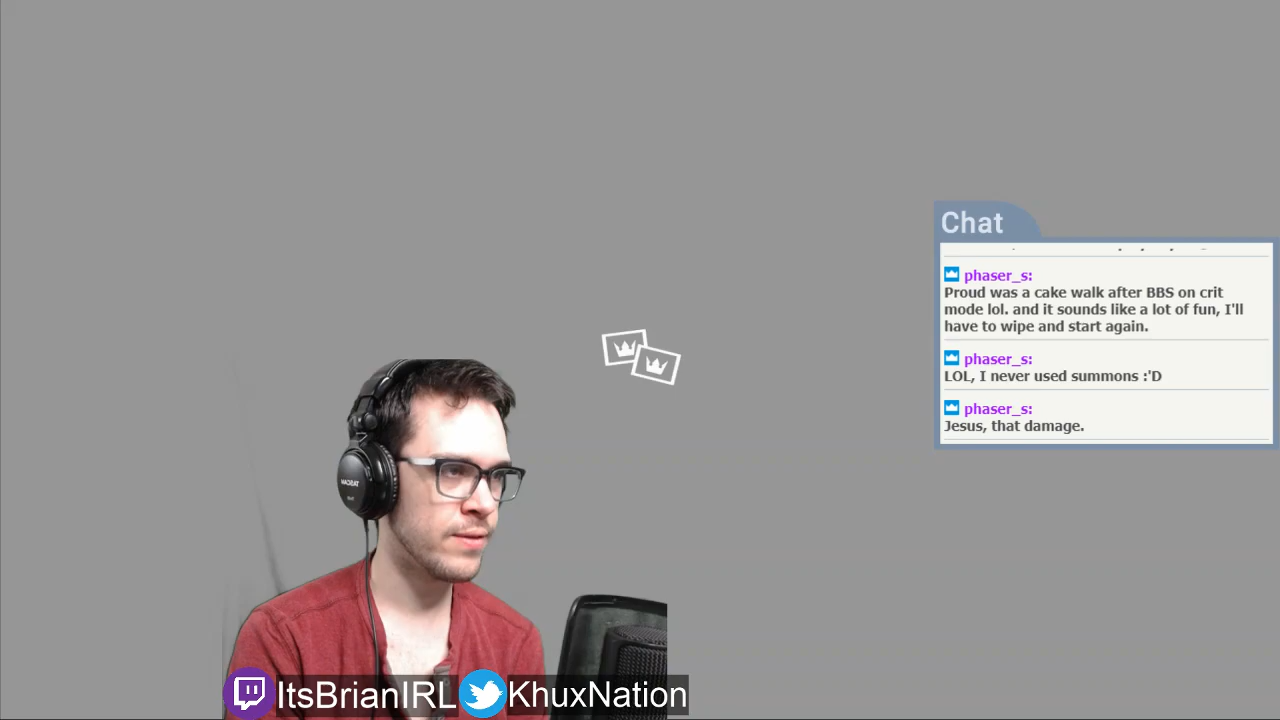 Chat
phaser_s:
Proud was a cake walk after BBS on crit
mode lol. and it sounds like a lot of fun, I'll
have to wipe and start again.
phaser_s:
LOL, I never used summons :'D
phaser_s:
Jesus, that damage.
TASCAM
ItsBrianIRL
KhuxNation